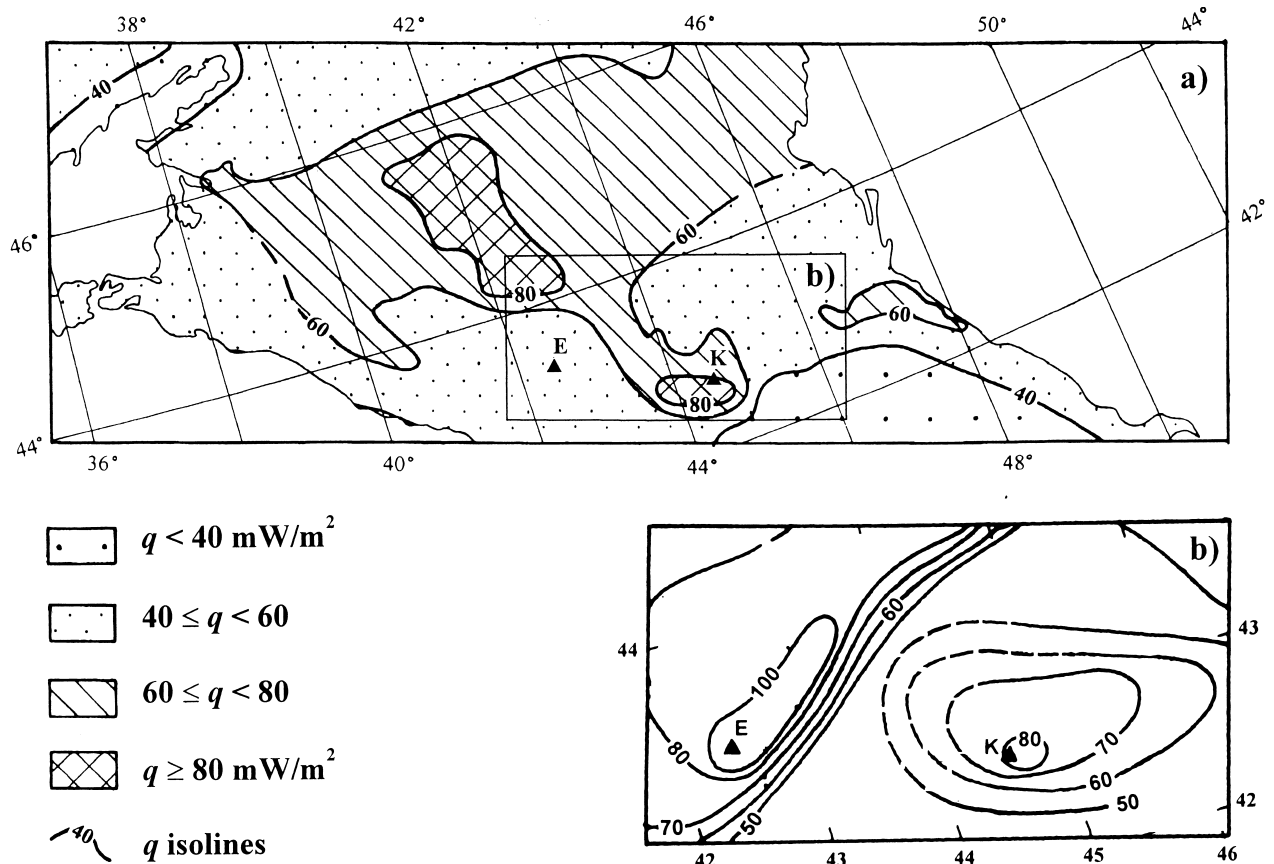 38° 42° 46° 50° 44°
a)
40
42°
46°
60
b)
80
60
60
E
K
80
40
44°
36° 40° 44° 48°
q < 40 mW/m²
40 ≤ q < 60
60 ≤ q < 80
q ≥ 80 mW/m²
40 q isolines
b)
60
43
44
100
E
80
K 80
70
60
50
42
70
50
42 43 44 45 46